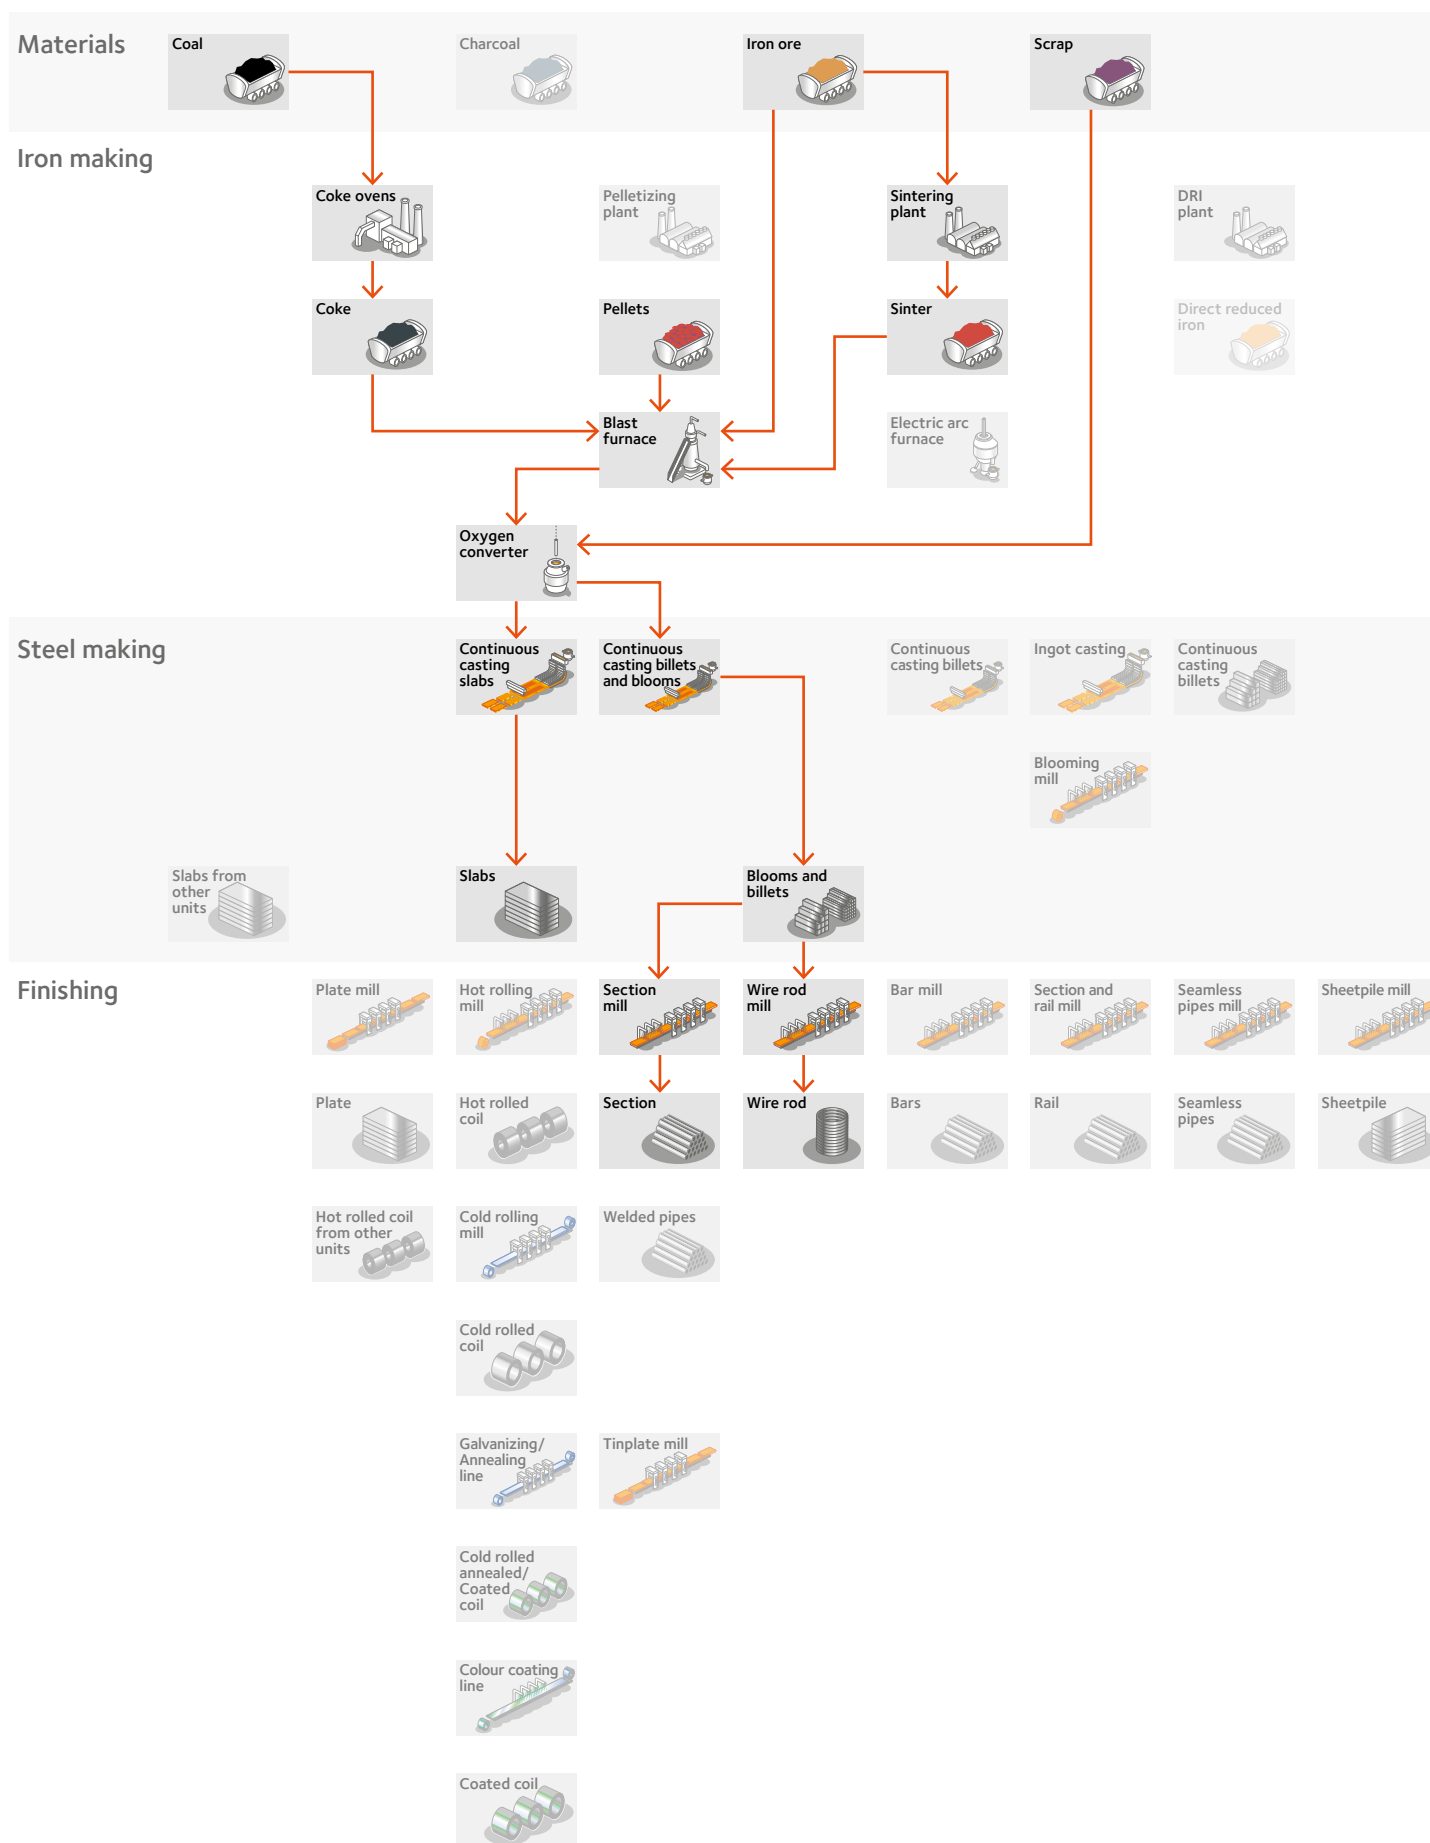 Materials
Coal
Charcoal
Iron ore
Scrap
Iron making
Coke ovens
Pelletizing
plant
Sintering
plant
DRI
plant
Coke
Pellets
Sinter
Direct reduced
iron
Blast
furnace
Electric arc
furnace
Oxygen
converter
Steel making
Continuous
casting
slabs
Continuous
casting billets
and blooms
Continuous
casting billets
Ingot casting
Continuous
casting
billets
Blooming
mill
Slabs from
other
units
Slabs
Blooms and
billets
Finishing
Plate mill
Hot rolling
mill
Section
mill
Wire rod
mill
Bar mill
Section and
rail mill
Seamless
pipes mill
Sheetpile mill
Plate
Hot rolled
coil
Section
Wire rod
Bars
Rail
Seamless
pipes
Sheetpile
Hot rolled coil
from other
units
Cold rolling
mill
Welded pipes
Cold rolled
coil
Galvanizing/
Annealing
line
Tinplate mill
Cold rolled
annealed/
Coated
coil
Colour coating
line
Coated coil